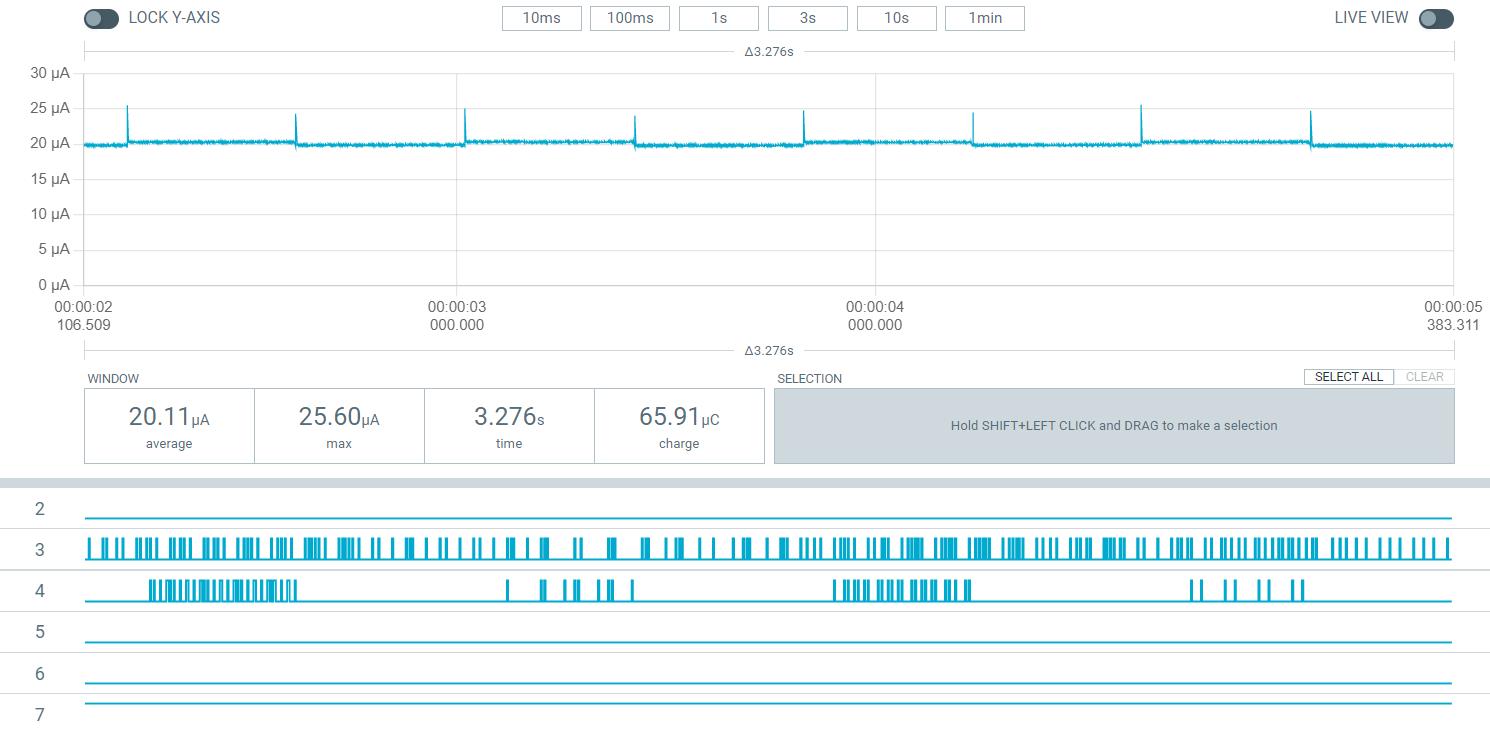 LOCK Y-AXIS 10ms 100ms 1s 3s 10s 1min LIVE VIEW
Δ3.276s
30 µA
25 µA
20 µA
15 µA
10 µA
5 µA
0 µA
00:00:02 00:00:03 00:00:04 00:00:05
106.509 000.000 000.000 383.311
Δ3.276s
WINDOW SELECTION SELECT ALL CLEAR
20.11µA 25.60µA 3.276s 65.91µC
average max time charge
Hold SHIFT+LEFT CLICK and DRAG to make a selection
2
3
4
5
6
7